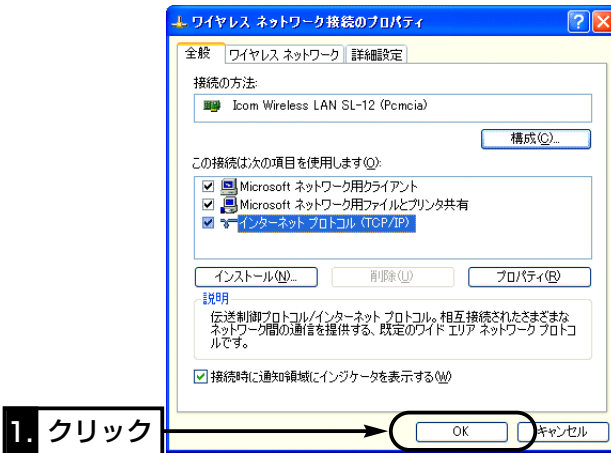 ワイヤレス ネットワーク接続のプロパティ
全般 ワイヤレス ネットワーク 詳細設定
接続の方法:
Icom Wireless LAN SL-12 (Pcmcia)
構成(C)...
この接続は次の項目を使用します(O):
Microsoft ネットワーク用クライアント
Microsoft ネットワーク用ファイルとプリンタ共有
インターネット プロトコル (TCP/IP)
インストール(N)... 削除(U) プロパティ(R)
説明
伝送制御プロトコル/インターネット プロトコル。相互接続されたさまざまな
ネットワーク間の通信を提供する、既定のワイド エリア ネットワーク プロトコ
ルです。
接続時に通知領域にインジケータを表示する(W)
1. クリック
OK キャンセル